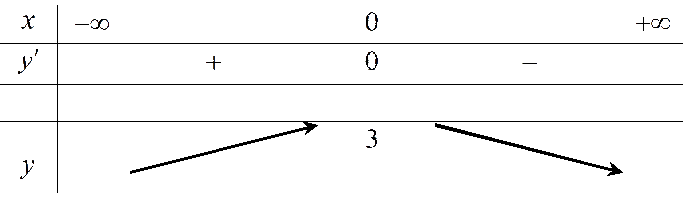 x −∞ 0 +∞
y′ + 0 −
3
y